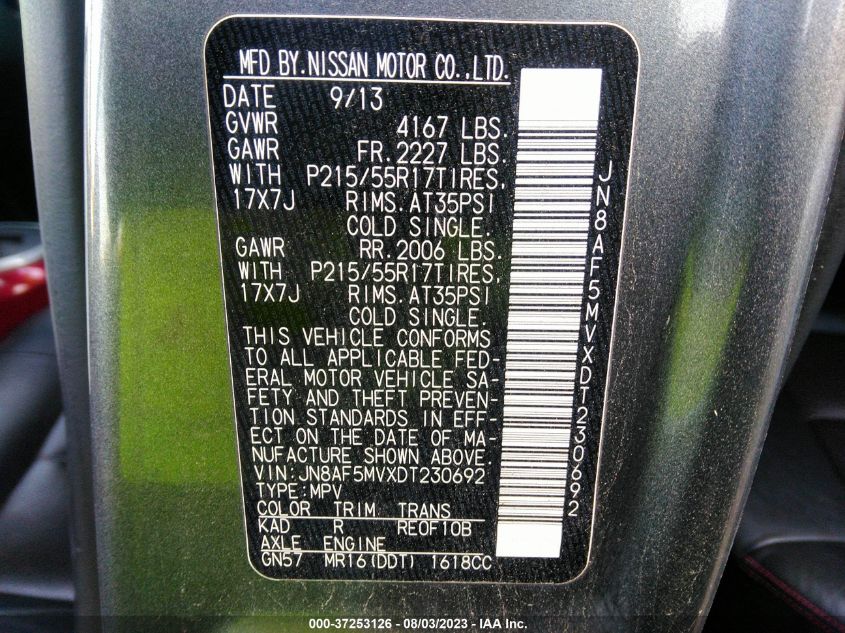 MFD BY.NISSAN MOTOR CO.,LTD.
DATE 9/13
GVWR 4167 LBS.
GAWR FR.2227 LBS.
WITH P215/55R17TIRES,
17X7J RIMS.AT35PSI
COLD SINGLE.
GAWR RR.2006 LBS.
WITH P215/55R17TIRES,
17X7J RIMS.AT35PSI
COLD SINGLE.
THIS VEHICLE CONFORMS
TO ALL APPLICABLE FED-
ERAL MOTOR VEHICLE SA-
FETY AND THEFT PREVEN-
TION STANDARDS IN EFF-
ECT ON THE DATE OF MA-
NUFACTURE SHOWN ABOVE.
VIN:JN8AF5MVXDT230692
TYPE:MPV
COLOR TRIM TRANS
KAD R RE0F10B
AXLE ENGINE
GN57 MR16(DDT) 1618CC
JN8AF5MVXDT230692
000-37253126 - 08/03/2023 - IAA Inc.